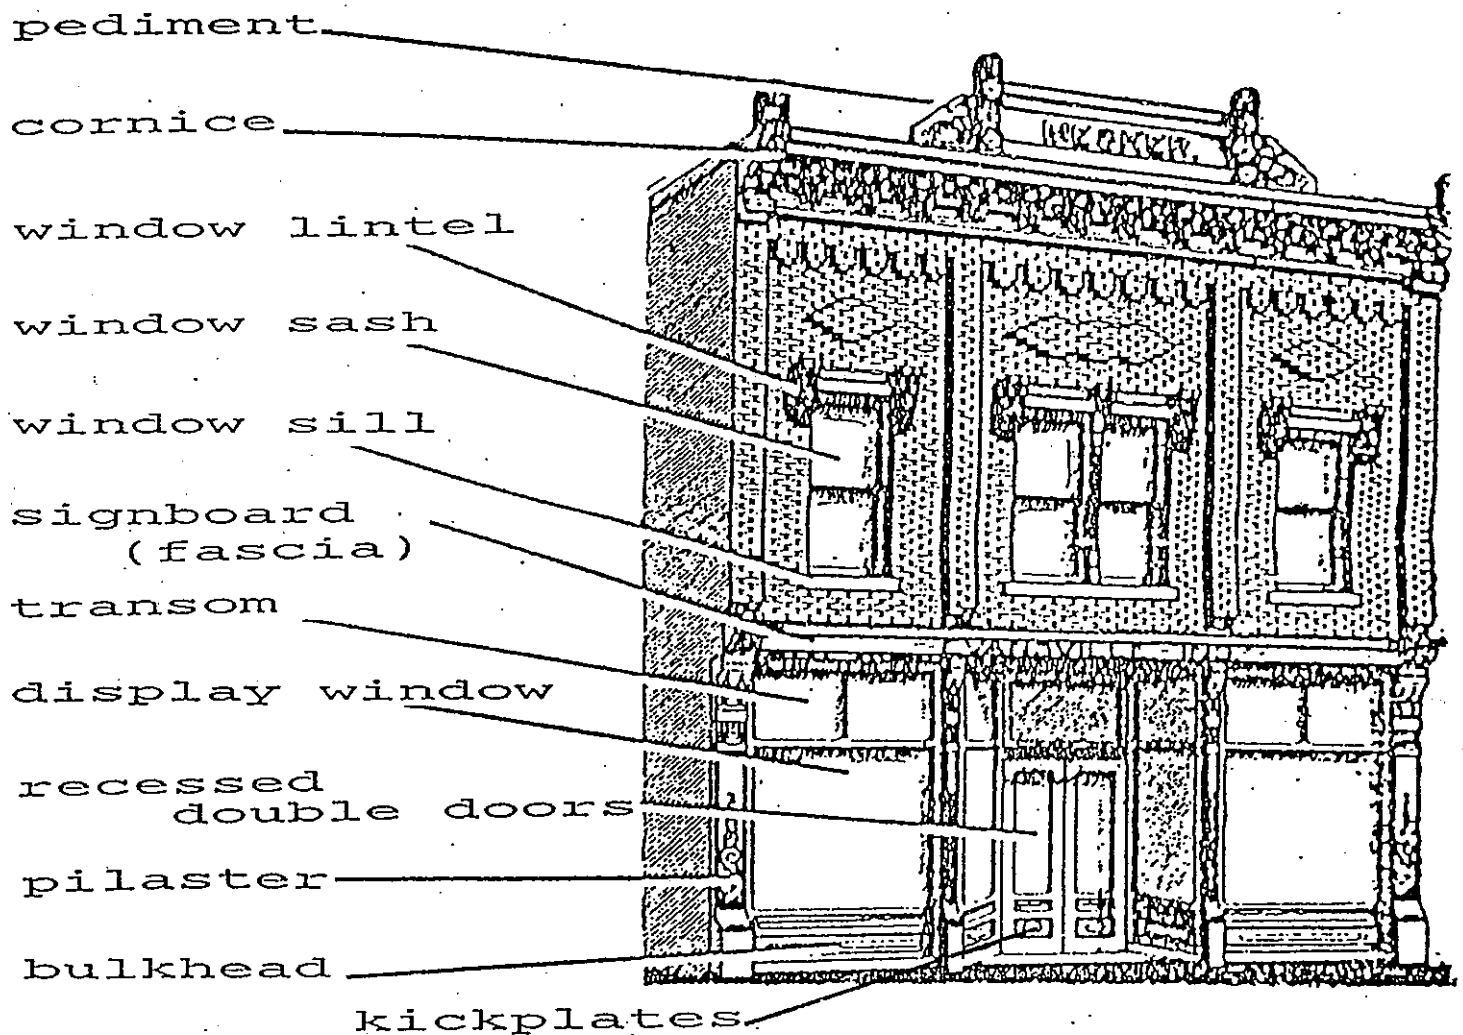 pediment
cornice
window lintel
window sash
window sill
signboard
(fascia)
transom
display window
recessed
double doors
pilaster
bulkhead
kickplates